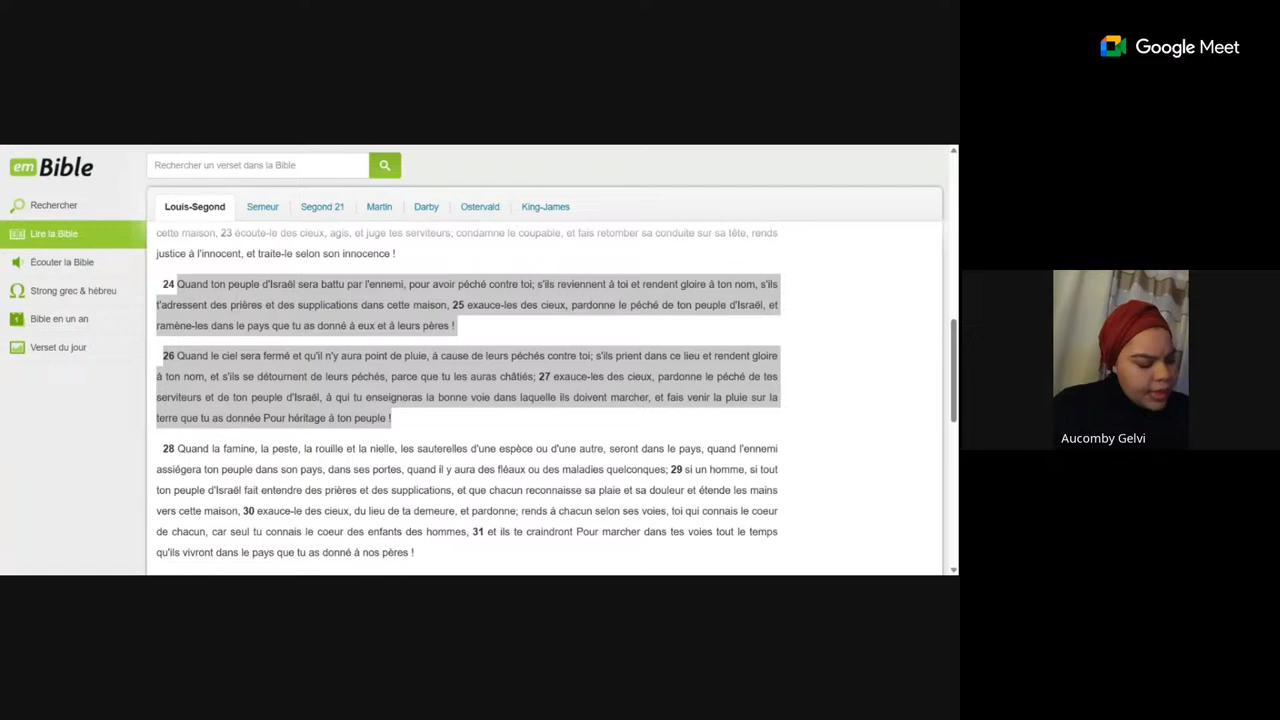 Google Meet
em Bible
Rechercher un verset dans la Bible
Rechercher
Lire la Bible
Écouter la Bible
Strong grec & hébreu
1 Bible en un an
Verset du jour
Louis-Segond Semeur Segond 21 Martin Darby Ostervald King-James
cette maison, 23 écoute-le des cieux, agis, et juge tes serviteurs; condamne le coupable, et fais retomber sa conduite sur sa tête, rends
justice à l'innocent, et traite-le selon son innocence !
24 Quand ton peuple d'Israël sera battu par l'ennemi, pour avoir péché contre toi; s'ils reviennent à toi et rendent gloire à ton nom, s'ils
t'adressent des prières et des supplications dans cette maison, 25 exauce-les des cieux, pardonne le péché de ton peuple d'Israël, et
ramène-les dans le pays que tu as donné à eux et à leurs pères !
26 Quand le ciel sera fermé et qu'il n'y aura point de pluie, à cause de leurs péchés contre toi; s'ils prient dans ce lieu et rendent gloire
à ton nom, et s'ils se détournent de leurs péchés, parce que tu les auras châtiés; 27 exauce-les des cieux, pardonne le péché de tes
serviteurs et de ton peuple d'Israël, à qui tu enseigneras la bonne voie dans laquelle ils doivent marcher, et fais venir la pluie sur la
terre que tu as donnée Pour héritage à ton peuple !
28 Quand la famine, la peste, la rouille et la nielle, les sauterelles d'une espèce ou d'une autre, seront dans le pays, quand l'ennemi
assiégera ton peuple dans son pays, dans ses portes, quand il y aura des fléaux ou des maladies quelconques; 29 si un homme, si tout
ton peuple d'Israël fait entendre des prières et des supplications, et que chacun reconnaisse sa plaie et sa douleur et étende les mains
vers cette maison, 30 exauce-le des cieux, du lieu de ta demeure, et pardonne; rends à chacun selon ses voies, toi qui connais le coeur
de chacun, car seul tu connais le coeur des enfants des hommes, 31 et ils te craindront Pour marcher dans tes voies tout le temps
qu'ils vivront dans le pays que tu as donné à nos pères !
Aucomby Gelvi